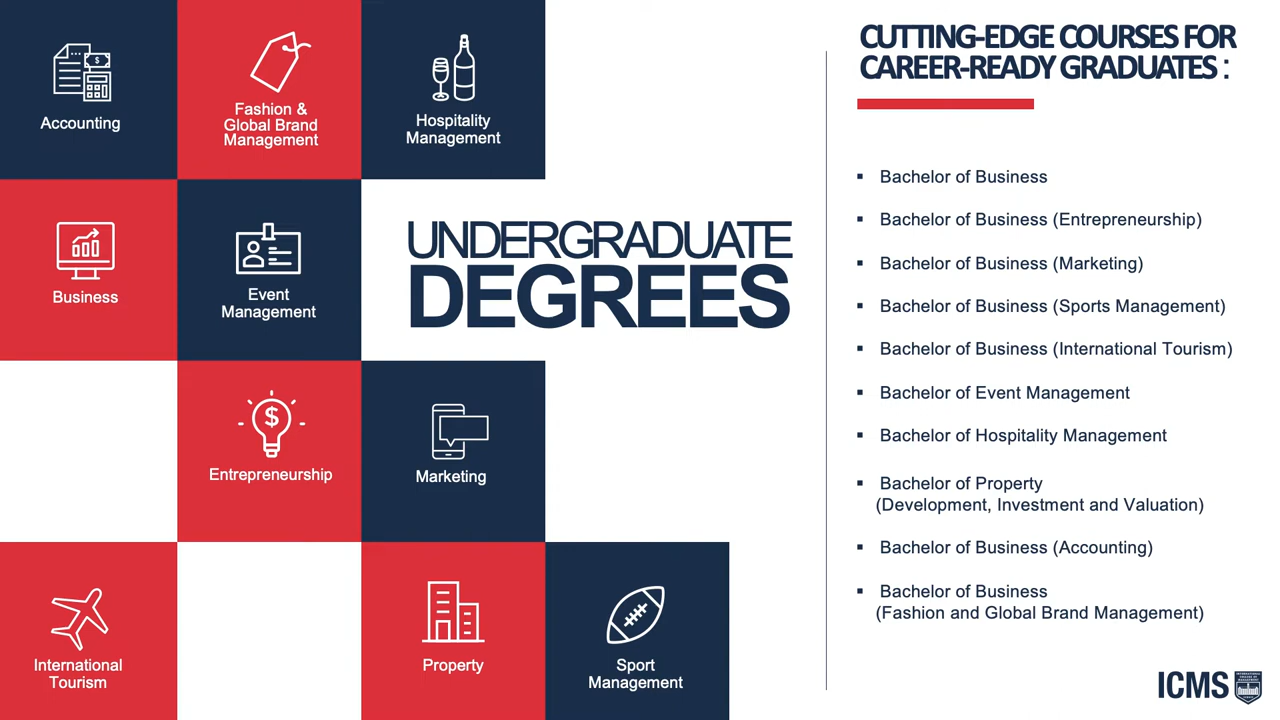 Accounting
Fashion &
Global Brand
Management
Hospitality
Management
Business
Event
Management
UNDERGRADUATE
DEGREES
Entrepreneurship
Marketing
International
Tourism
Property
Sport
Management
CUTTING-EDGE COURSES FOR
CAREER-READY GRADUATES :
▪ Bachelor of Business
▪ Bachelor of Business (Entrepreneurship)
▪ Bachelor of Business (Marketing)
▪ Bachelor of Business (Sports Management)
▪ Bachelor of Business (International Tourism)
▪ Bachelor of Event Management
▪ Bachelor of Hospitality Management
▪ Bachelor of Property
(Development, Investment and Valuation)
▪ Bachelor of Business (Accounting)
▪ Bachelor of Business
(Fashion and Global Brand Management)
ICMS